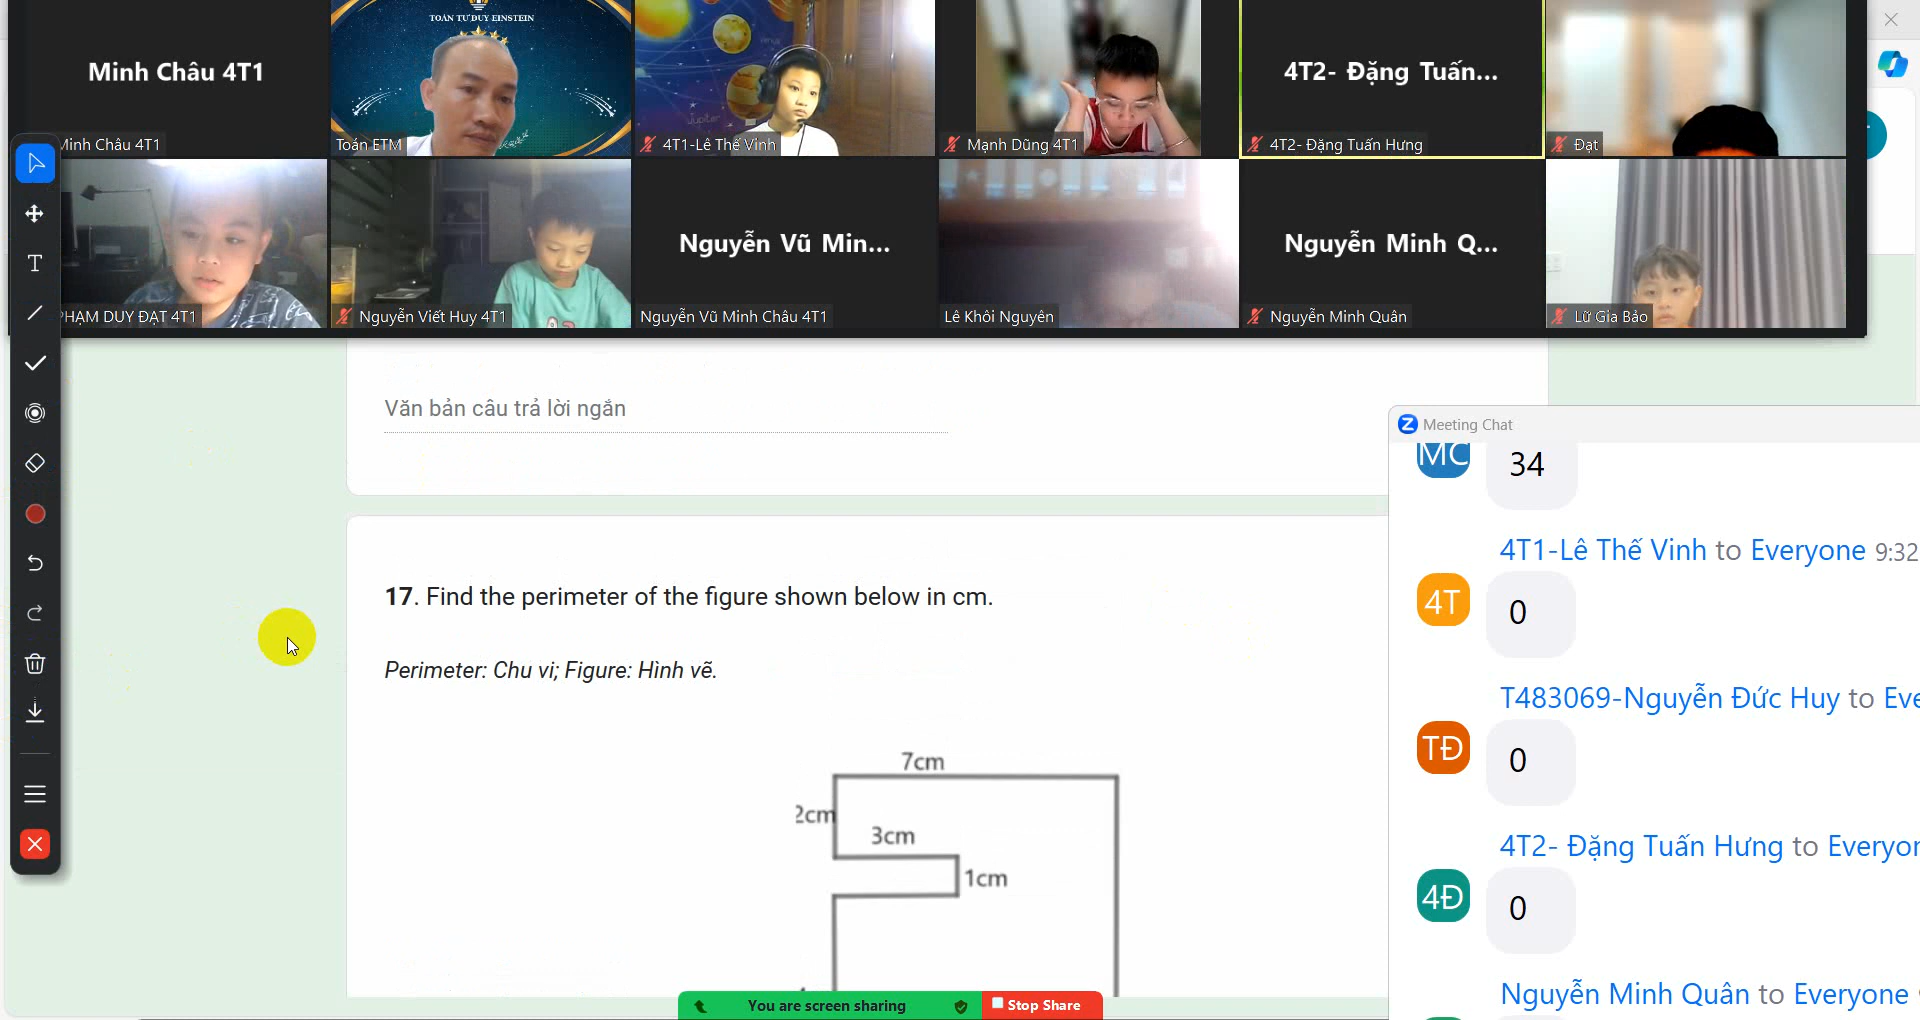 Minh Châu 4T1
Minh Châu 4T1
TOÁN TƯ DUY EINSTEIN
Toán ETM
Venus
Jupiter
4T1-Lê Thế Vinh
Mạnh Dũng 4T1
4T2- Đặng Tuấn...
4T2- Đặng Tuấn Hưng
Đạt
PHẠM DUY ĐẠT 4T1
Nguyễn Viết Huy 4T1
Nguyễn Vũ Min...
Nguyễn Vũ Minh Châu 4T1
Lê Khôi Nguyên
Nguyễn Minh Q...
Nguyễn Minh Quân
Lữ Gia Bảo
T
Văn bản câu trả lời ngắn
17. Find the perimeter of the figure shown below in cm.
Perimeter: Chu vi; Figure: Hình vẽ.
7cm
2cm
3cm
1cm
You are screen sharing
Stop Share
Meeting Chat
MC
34
4T1-Lê Thế Vinh to Everyone 9:32
4T
0
T483069-Nguyễn Đức Huy to Eve
TĐ
0
4T2- Đặng Tuấn Hưng to Everyon
4Đ
0
Nguyễn Minh Quân to Everyone